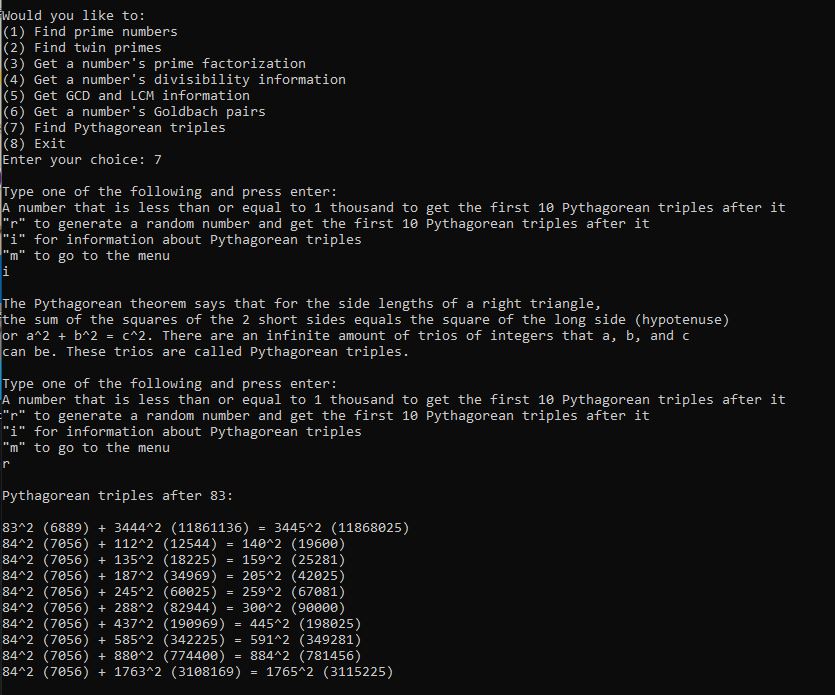 Would you like to:
(1) Find prime numbers
(2) Find twin primes
(3) Get a number's prime factorization
(4) Get a number's divisibility information
(5) Get GCD and LCM information
(6) Get a number's Goldbach pairs
(7) Find Pythagorean triples
(8) Exit
Enter your choice: 7

Type one of the following and press enter:
A number that is less than or equal to 1 thousand to get the first 10 Pythagorean triples after it
"r" to generate a random number and get the first 10 Pythagorean triples after it
"i" for information about Pythagorean triples
"m" to go to the menu
i

The Pythagorean theorem says that for the side lengths of a right triangle,
the sum of the squares of the 2 short sides equals the square of the long side (hypotenuse)
or a^2 + b^2 = c^2. There are an infinite amount of trios of integers that a, b, and c
can be. These trios are called Pythagorean triples.

Type one of the following and press enter:
A number that is less than or equal to 1 thousand to get the first 10 Pythagorean triples after it
"r" to generate a random number and get the first 10 Pythagorean triples after it
"i" for information about Pythagorean triples
"m" to go to the menu
r

Pythagorean triples after 83:

83^2 (6889) + 3444^2 (11861136) = 3445^2 (11868025)
84^2 (7056) + 112^2 (12544) = 140^2 (19600)
84^2 (7056) + 135^2 (18225) = 159^2 (25281)
84^2 (7056) + 187^2 (34969) = 205^2 (42025)
84^2 (7056) + 245^2 (60025) = 259^2 (67081)
84^2 (7056) + 288^2 (82944) = 300^2 (90000)
84^2 (7056) + 437^2 (190969) = 445^2 (198025)
84^2 (7056) + 585^2 (342225) = 591^2 (349281)
84^2 (7056) + 880^2 (774400) = 884^2 (781456)
84^2 (7056) + 1763^2 (3108169) = 1765^2 (3115225)